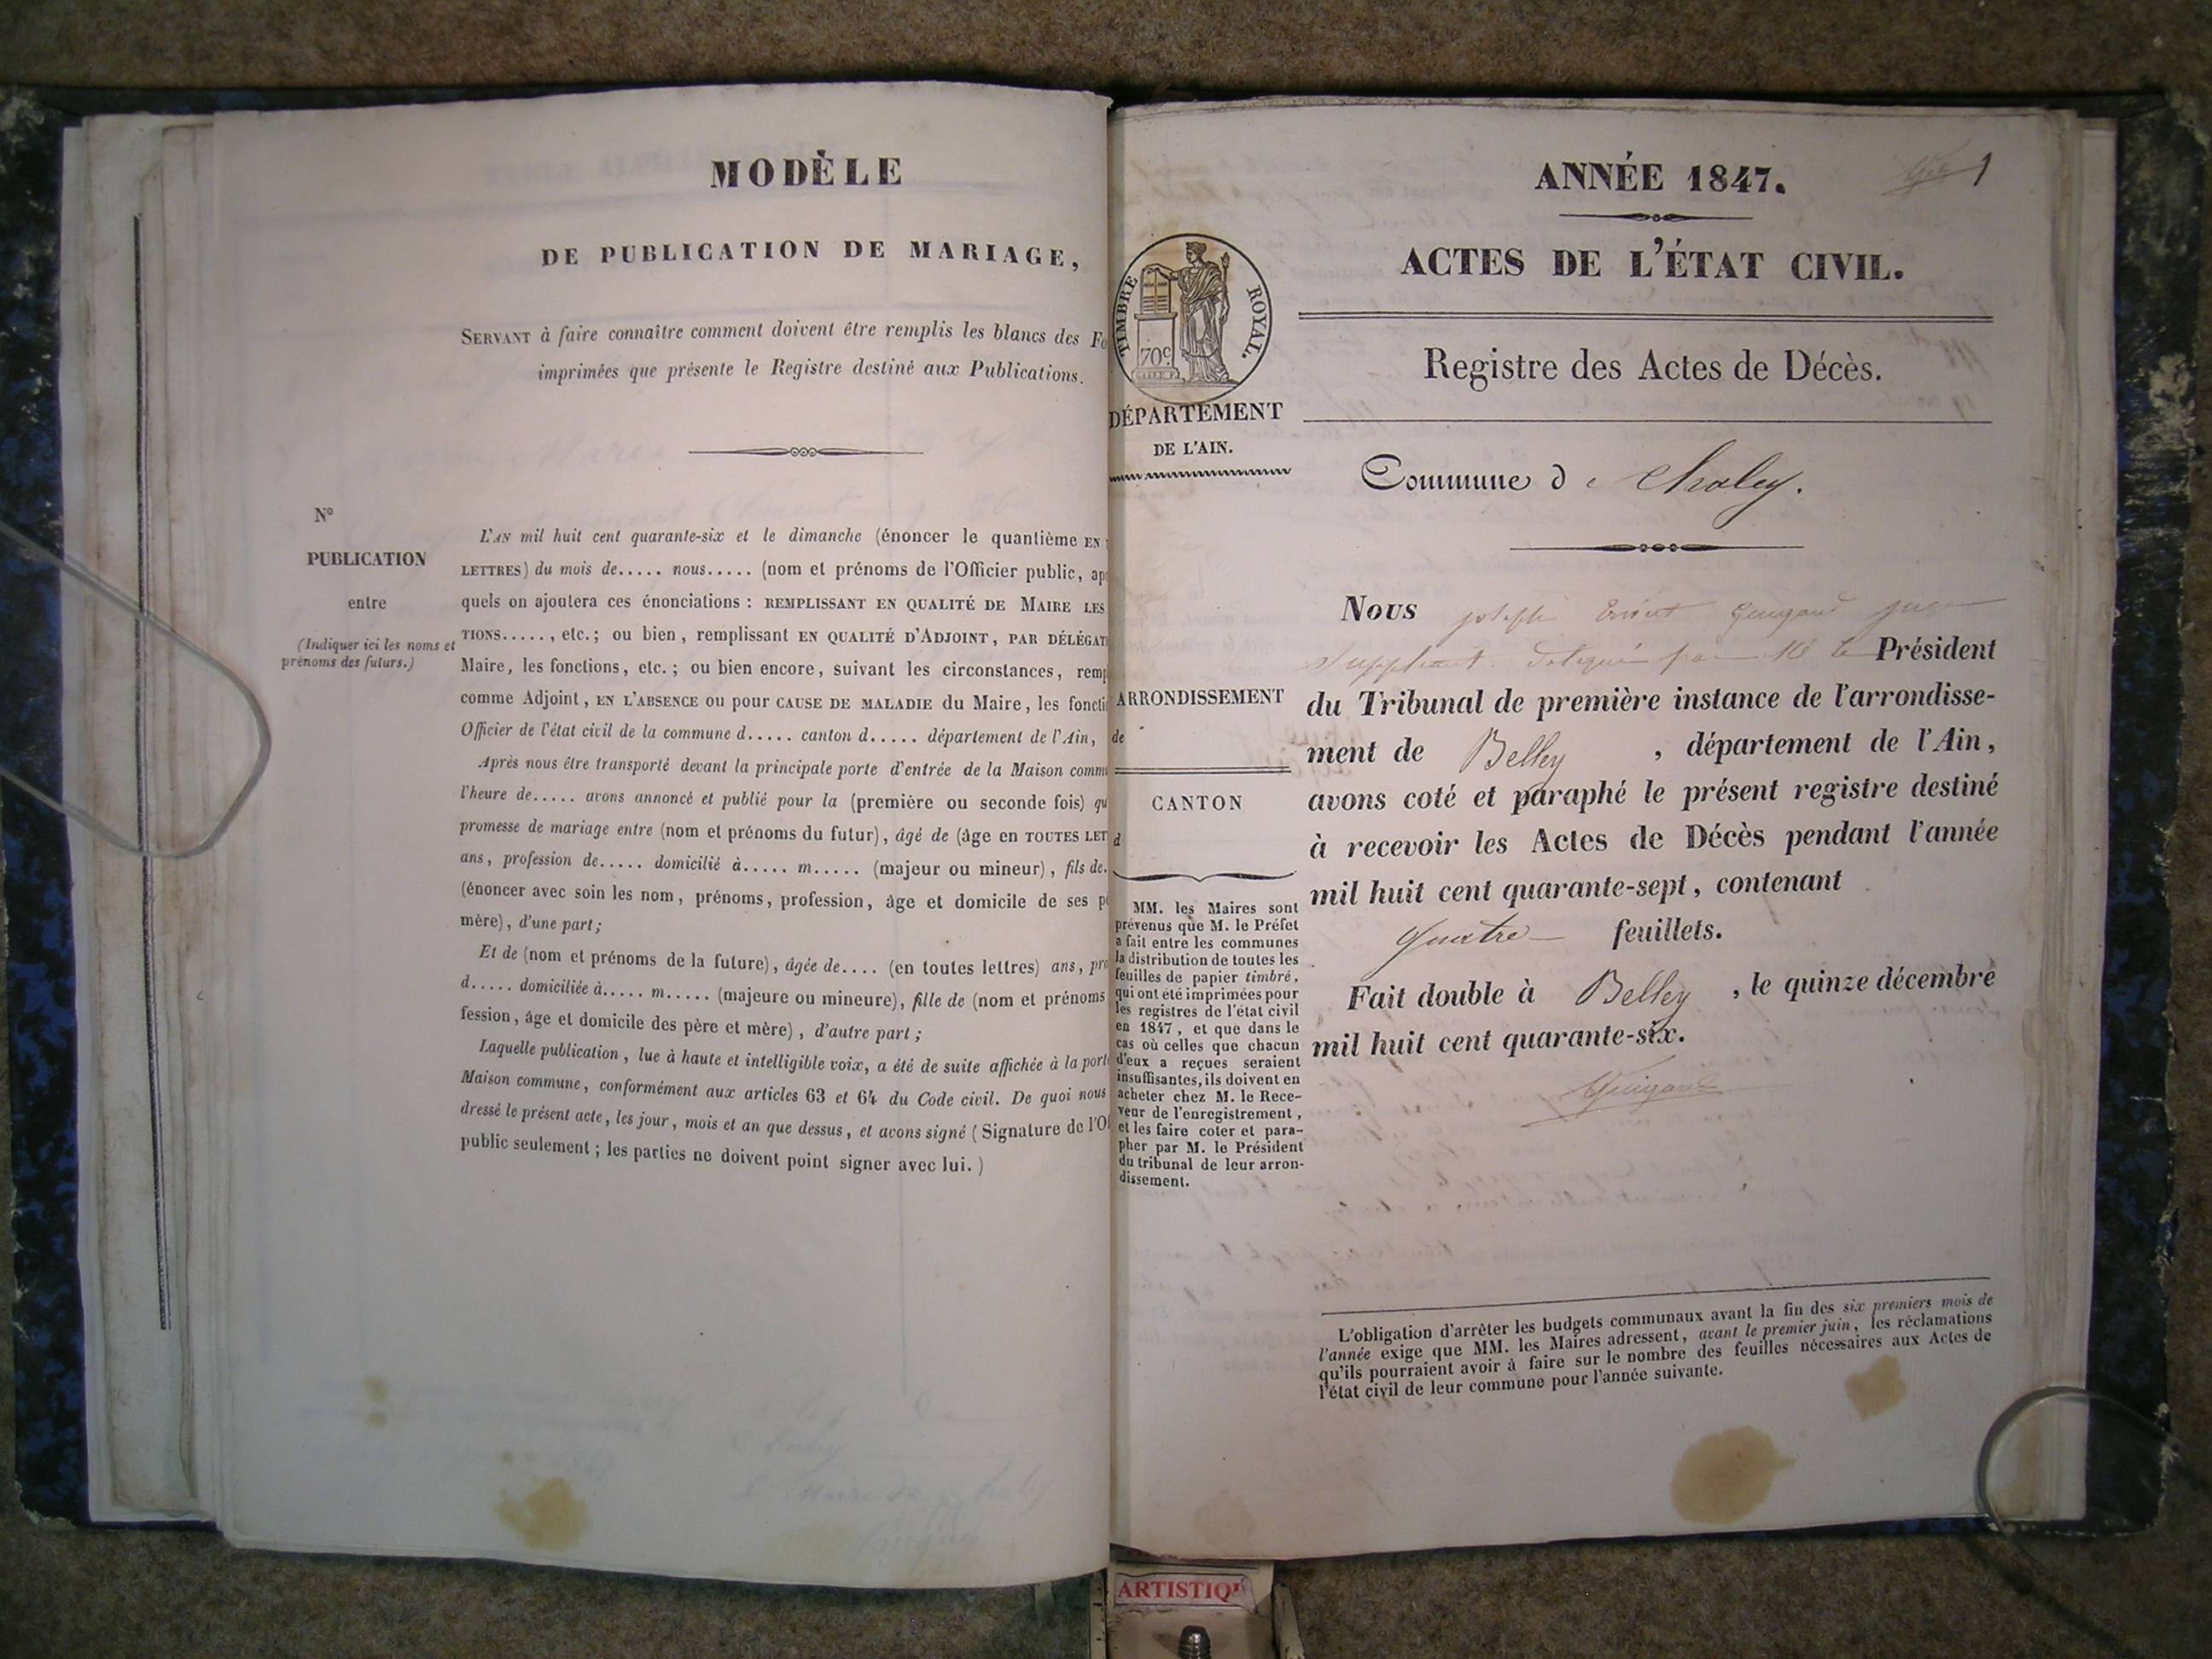 MODÈLE
DE PUBLICATION DE MARIAGE,
SERVANT à faire connaître comment doivent être remplis les blancs des Fo
imprimées que présente le Registre destiné aux Publications.
N°
PUBLICATION
entre
(Indiquer ici les noms et
prénoms des futurs.)
L'AN mil huit cent quarante-six et le dimanche (énoncer le quantième EN
LETTRES) du mois de..... nous..... (nom et prénoms de l'Officier public, ap
quels on ajoutera ces énonciations : REMPLISSANT EN QUALITÉ DE MAIRE LES
TIONS....., etc.; ou bien, remplissant EN QUALITÉ D'ADJOINT, PAR DÉLÉGAT
Maire, les fonctions, etc.; ou bien encore, suivant les circonstances, remp
comme Adjoint, EN L'ABSENCE ou pour CAUSE DE MALADIE du Maire, les foncti
Officier de l'état civil de la commune d..... canton d..... département de l'Ain,
Après nous être transporté devant la principale porte d'entrée de la Maison comm
l'heure de..... avons annoncé et publié pour la (première ou seconde fois) qu
promesse de mariage entre (nom et prénoms du futur), âgé de (âge en TOUTES LET
ans, profession de..... domicilié à..... m..... (majeur ou mineur), fils de.
(énoncer avec soin les nom, prénoms, profession, âge et domicile de ses p
mère), d'une part;
Et de (nom et prénoms de la future), âgée de.... (en toutes lettres) ans, pro
d..... domiciliée à..... m..... (majeure ou mineure), fille de (nom et prénoms
fession, âge et domicile des père et mère), d'autre part;
Laquelle publication, lue à haute et intelligible voix, a été de suite affichée à la porte
Maison commune, conformément aux articles 63 et 64 du Code civil. De quoi nous
dressé le présent acte, les jour, mois et an que dessus, et avons signé (Signature de l'O
public seulement; les parties ne doivent point signer avec lui.)
1
ANNÉE 1847.
ACTES DE L'ÉTAT CIVIL.
TIMBRE ROYAL.
70c
Registre des Actes de Décès.
DÉPARTEMENT
DE L'AIN.
Commune de Chaley.
ARRONDISSEMENT
de
CANTON
d
MM. les Maires sont
prévenus que M. le Préfet
a fait entre les communes
la distribution de toutes les
feuilles de papier timbré,
qui ont été imprimées pour
les registres de l'état civil
en 1847, et que dans le
cas où celles que chacun
d'eux a reçues seraient
insuffisantes, ils doivent en
acheter chez M. le Rece-
veur de l'enregistrement,
et les faire coter et para-
pher par M. le Président
du tribunal de leur arron-
dissement.
Nous joseph Ernest juge
suppléant délégué par Mr le Président
du Tribunal de première instance de l'arrondisse-
ment de Belley, département de l'Ain,
avons coté et paraphé le présent registre destiné
à recevoir les Actes de Décès pendant l'année
mil huit cent quarante-sept, contenant
quatre feuillets.
Fait double à Belley, le quinze décembre
mil huit cent quarante-six.
L'obligation d'arrêter les budgets communaux avant la fin des six premiers mois de
l'année exige que MM. les Maires adressent, avant le premier juin, les réclamations
qu'ils pourraient avoir à faire sur le nombre des feuilles nécessaires aux Actes de
l'état civil de leur commune pour l'année suivante.
ARTISTIQ